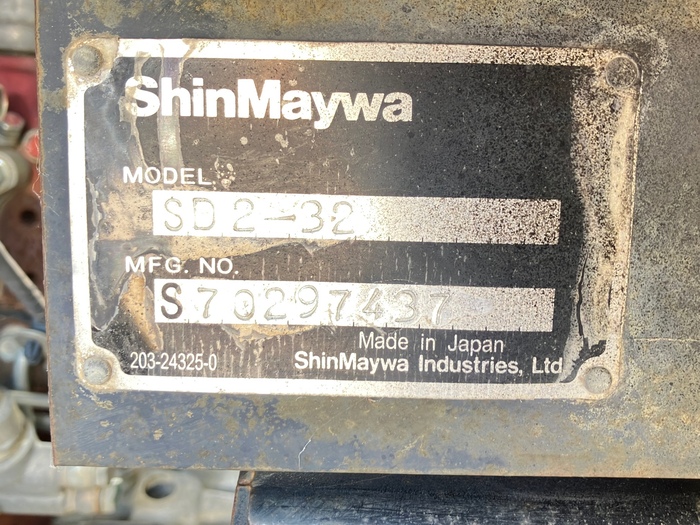 ShinMaywa
MODEL
SD2-32
MFG. NO.
S70297437
Made in Japan
203-24325-0
ShinMaywa Industries, Ltd